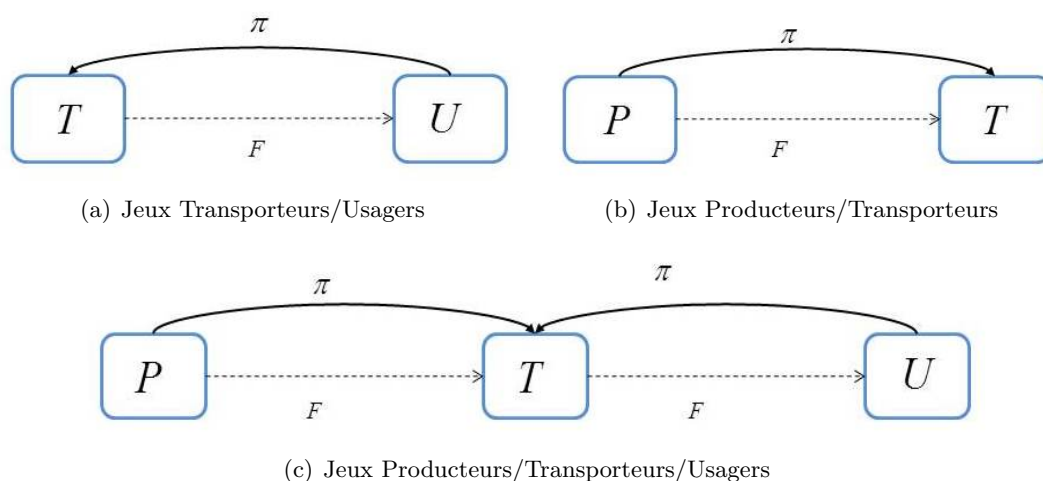 π π
T U P T
F F
(a) Jeux Transporteurs/Usagers (b) Jeux Producteurs/Transporteurs
π π
P T U
F F
(c) Jeux Producteurs/Transporteurs/Usagers